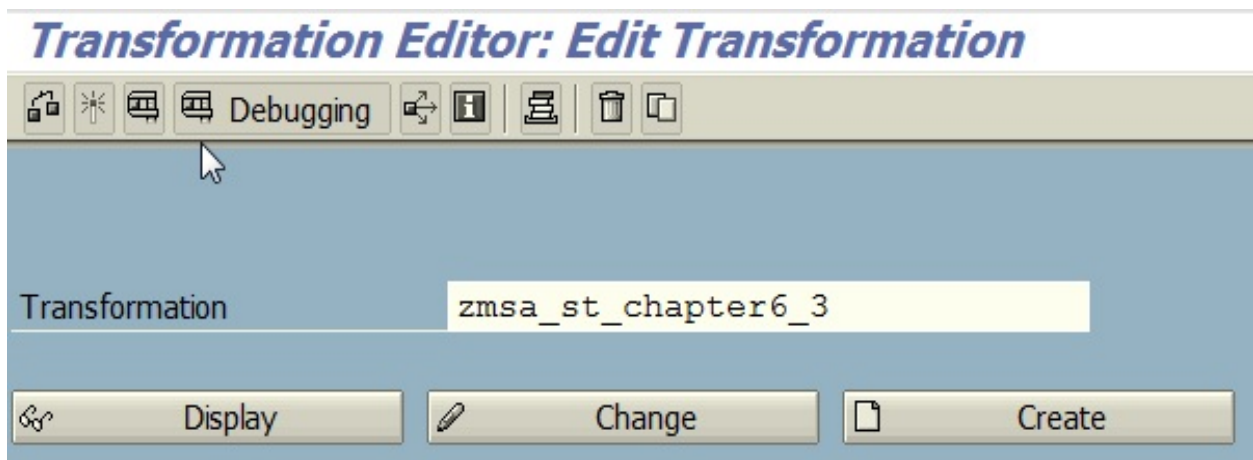 Transformation Editor: Edit Transformation
Debugging
Transformation zmsa_st_chapter6_3
Display Change Create